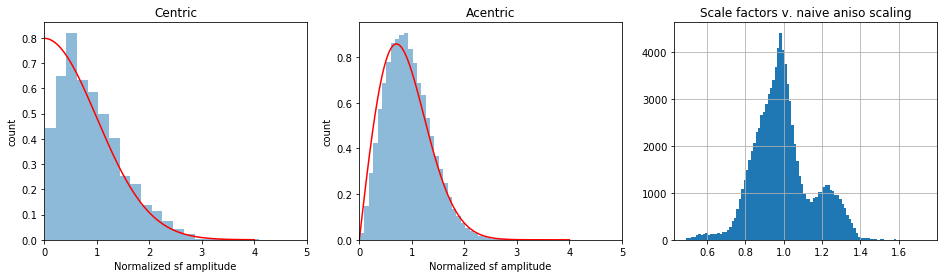 Centric
0.8
0.7
0.6
0.5
0.4
0.3
0.2
0.1
0.0
count
0 1 2 3 4 5
Normalized sf amplitude
Acentric
0.8
0.6
0.4
0.2
0.0
count
0 1 2 3 4 5
Normalized sf amplitude
Scale factors v. naive aniso scaling
4000
3000
2000
1000
0
0.6 0.8 1.0 1.2 1.4 1.6